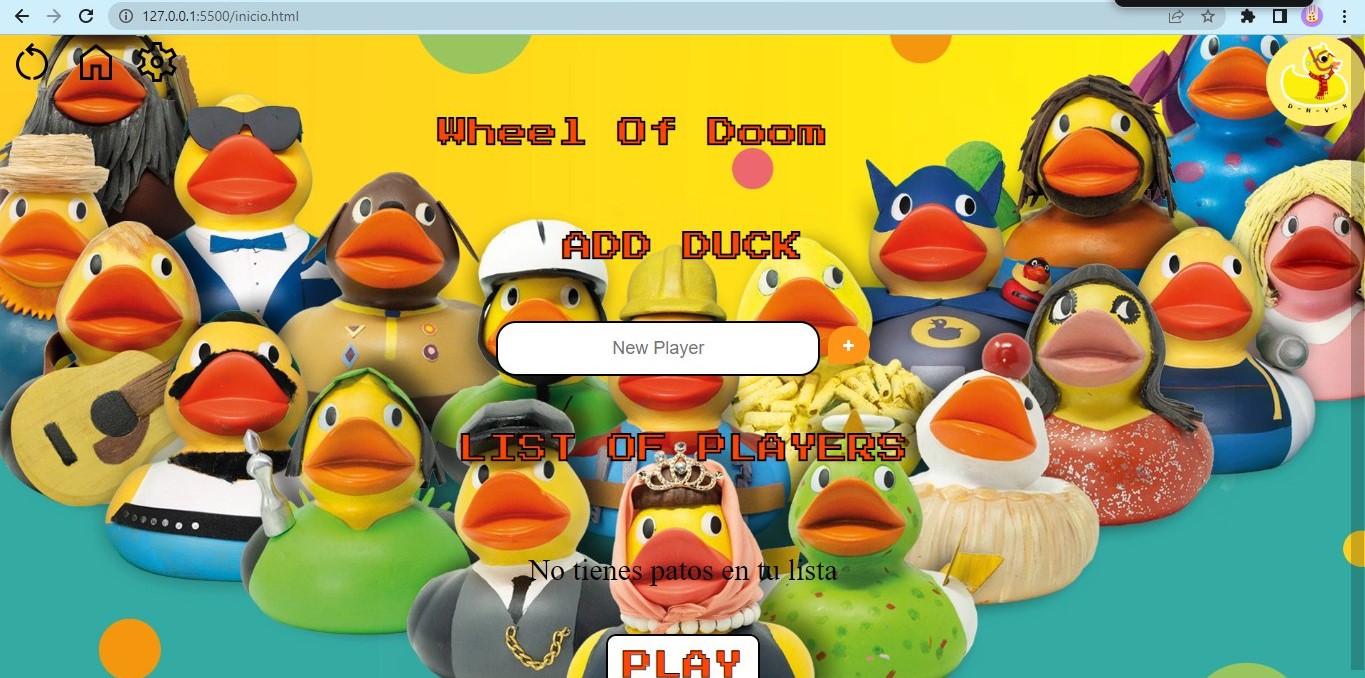 127.0.0.1:5500/inicio.html
D-R-V-X
Wheel Of Doom
ADD DUCK
New Player
+
LIST OF PLAYERS
No tienes patos en tu lista
PLAY